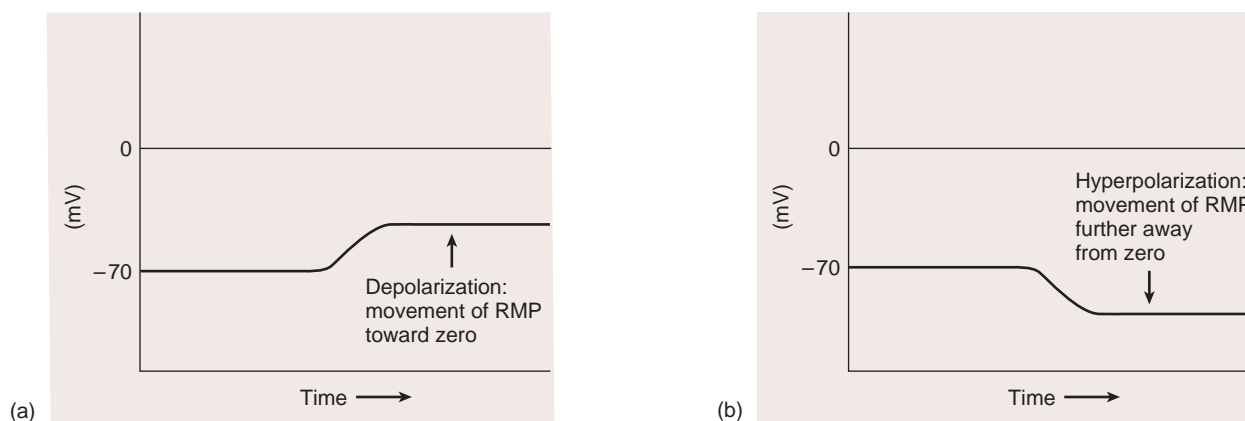 0
(mV)
–70
Depolarization:
movement of RMP
toward zero
Time
(a)
0
Hyperpolarization:
movement of RMP
further away
from zero
(mV)
–70
Time
(b)